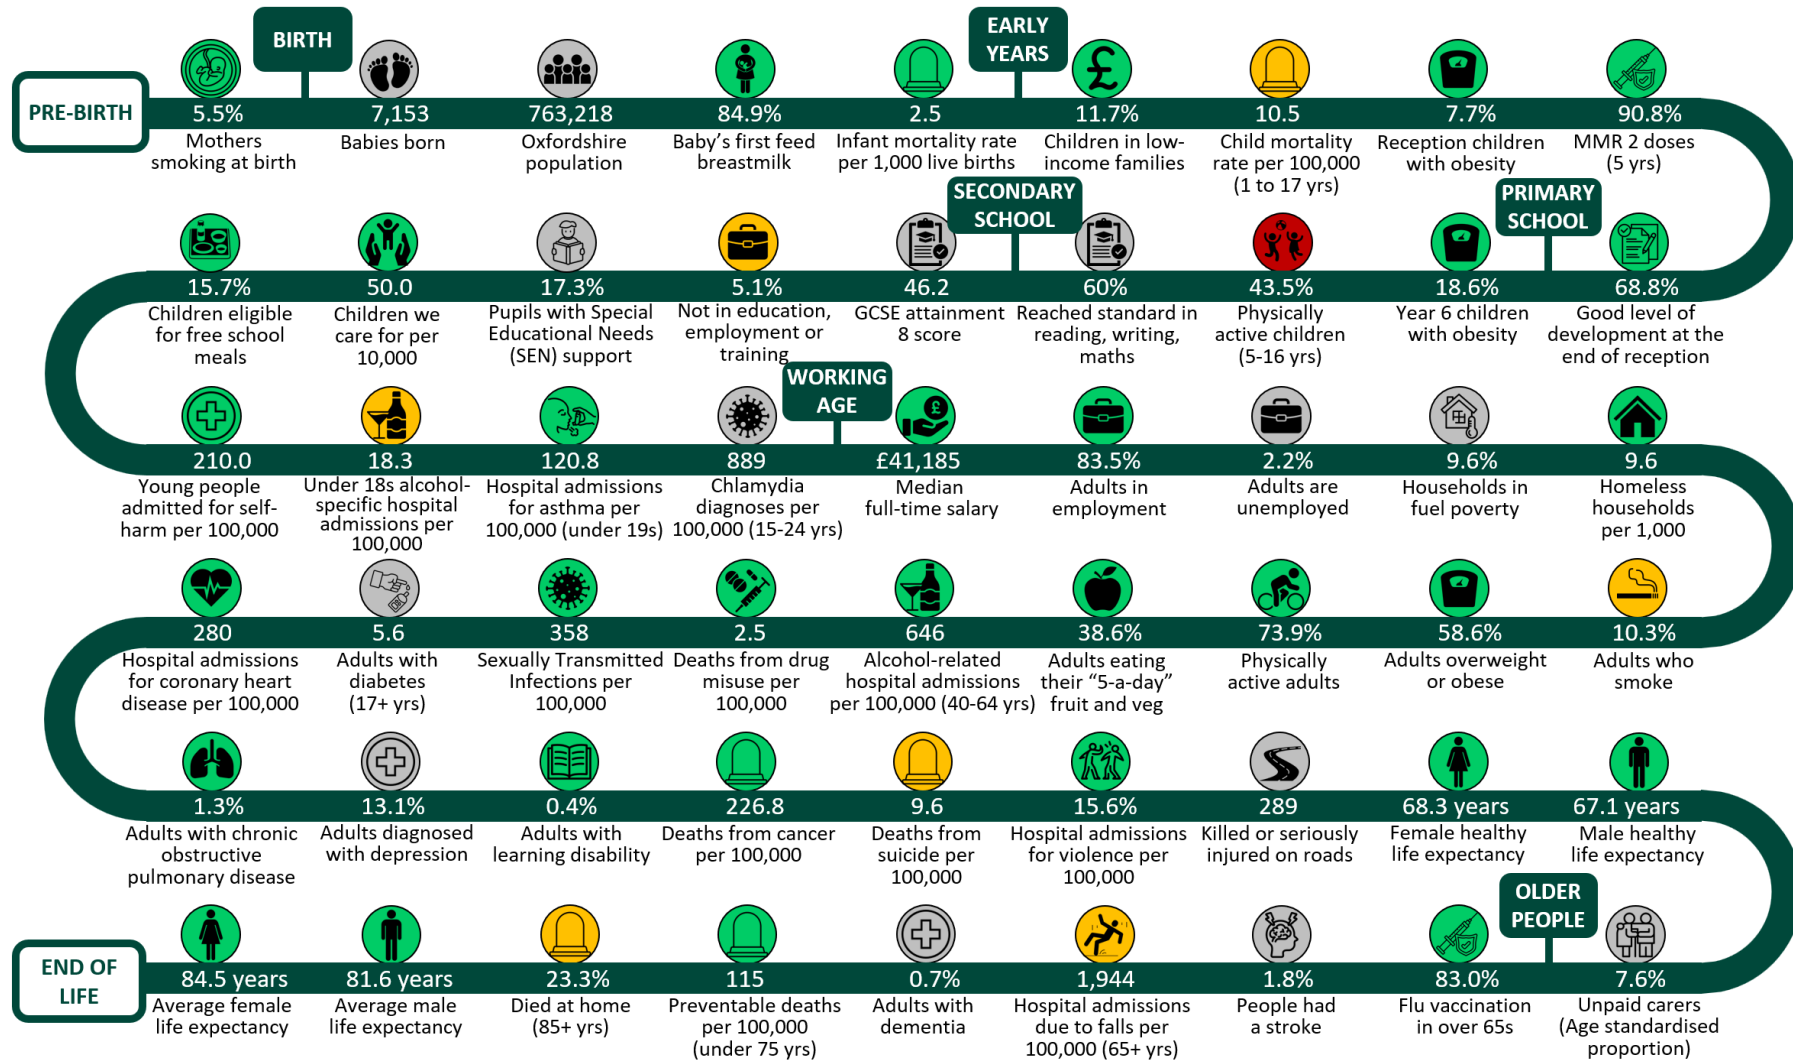 PRE-BIRTH
5.5%
Mothers
smoking at birth
BIRTH
7,153
Babies born
763,218
Oxfordshire
population
84.9%
Baby's first feed
breastmilk
2.5
Infant mortality rate
per 1,000 live births
EARLY
YEARS
11.7%
Children in low-
income families
10.5
Child mortality
rate per 100,000
(1 to 17 yrs)
7.7%
Reception children
with obesity
90.8%
MMR 2 doses
(5 yrs)
68.8%
Good level of
development at the
end of reception
PRIMARY
SCHOOL
18.6%
Year 6 children
with obesity
43.5%
Physically
active children
(5-16 yrs)
60%
Reached standard in
reading, writing,
maths
SECONDARY
SCHOOL
46.2
GCSE attainment
8 score
5.1%
Not in education,
employment or
training
17.3%
Pupils with Special
Educational Needs
(SEN) support
50.0
Children we
care for per
10,000
15.7%
Children eligible
for free school
meals
210.0
Young people
admitted for self-
harm per 100,000
18.3
Under 18s alcohol-
specific hospital
admissions per
100,000
120.8
Hospital admissions
for asthma per
100,000 (under 19s)
889
Chlamydia
diagnoses per
100,000 (15-24 yrs)
WORKING
AGE
£41,185
Median
full-time salary
83.5%
Adults in
employment
2.2%
Adults are
unemployed
9.6%
Households in
fuel poverty
9.6
Homeless
households
per 1,000
10.3%
Adults who
smoke
58.6%
Adults overweight
or obese
73.9%
Physically
active adults
38.6%
Adults eating
their "5-a-day"
fruit and veg
646
Alcohol-related
hospital admissions
per 100,000 (40-64 yrs)
2.5
Deaths from drug
misuse per
100,000
358
Sexually Transmitted
Infections per
100,000
5.6
Adults with
diabetes
(17+ yrs)
280
Hospital admissions
for coronary heart
disease per 100,000
1.3%
Adults with chronic
obstructive
pulmonary disease
13.1%
Adults diagnosed
with depression
0.4%
Adults with
learning disability
226.8
Deaths from cancer
per 100,000
9.6
Deaths from
suicide per
100,000
15.6%
Hospital admissions
for violence per
100,000
289
Killed or seriously
injured on roads
68.3 years
Female healthy
life expectancy
67.1 years
Male healthy
life expectancy
7.6%
Unpaid carers
(Age standardised
proportion)
OLDER
PEOPLE
83.0%
Flu vaccination
in over 65s
1.8%
People had
a stroke
1,944
Hospital admissions
due to falls per
100,000 (65+ yrs)
0.7%
Adults with
dementia
115
Preventable deaths
per 100,000
(under 75 yrs)
23.3%
Died at home
(85+ yrs)
81.6 years
Average male
life expectancy
84.5 years
Average female
life expectancy
END OF
LIFE